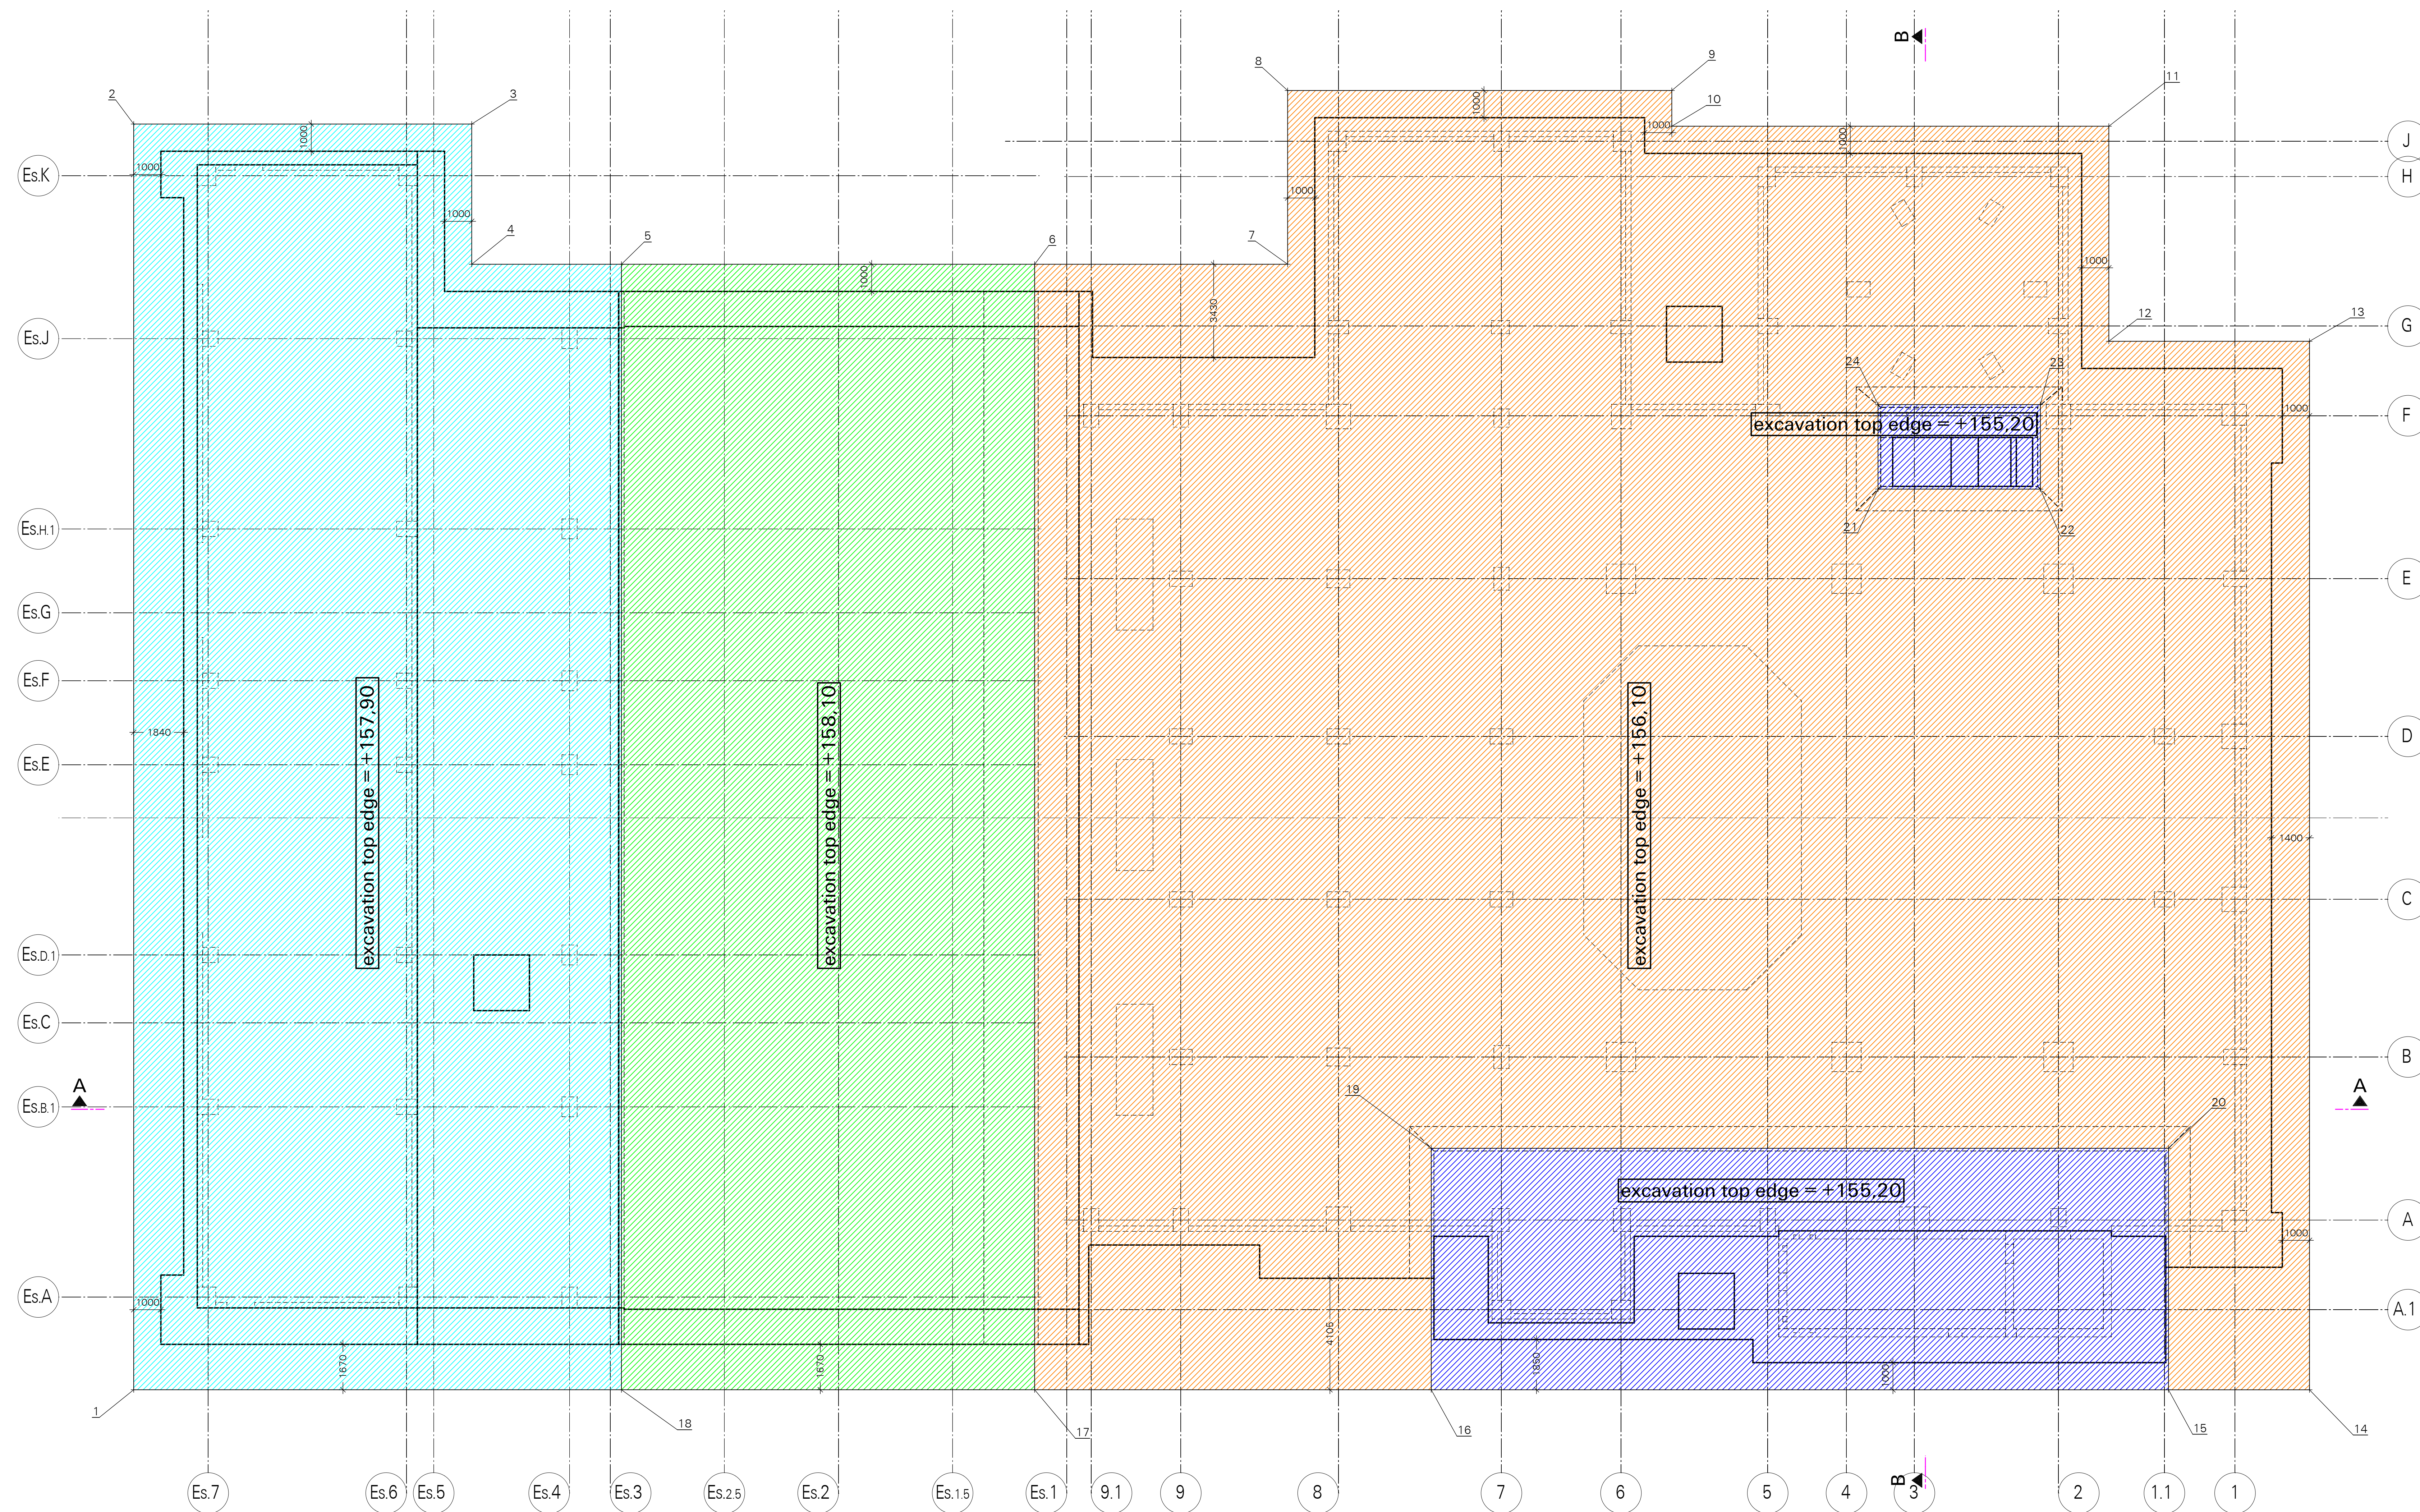 B
8
9
2
3
11
10
1000
1000
1000
1000
J
Es.K
1000
H
1000
1000
4
5
6
7
1000
1000
3430
12
13
Es.J
G
24
23
1000
F
excavation top edge = +155,20
21
22
Es.H.1
E
Es.G
Es.F
excavation top edge = +157,90
excavation top edge = +158,10
excavation top edge = +156,10
1840
D
Es.E
1400
C
Es.D.1
Es.C
B
A
A
Es.B.1
19
20
excavation top edge = +155,20
A
1000
Es.A
1000
A.1
4105
1670
1670
1850
1000
1
18
17
16
15
14
B
Es.7
Es.6
Es.5
Es.4
Es.3
Es.2.5
Es.2
Es.1.5
Es.1
9.1
9
8
7
6
5
4
3
2
1.1
1